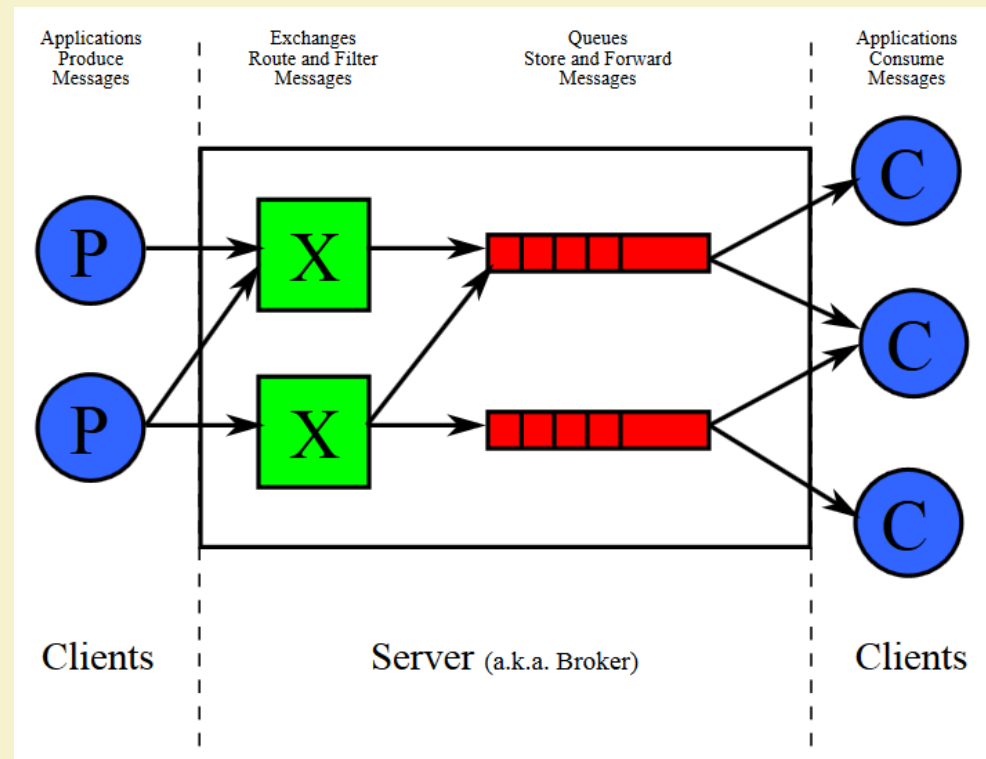 Applications
Produce
Messages
Exchanges
Route and Filter
Messages
Queues
Store and Forward
Messages
Applications
Consume
Messages
P
X
C
C
P
X
C
Clients
Server (a.k.a. Broker)
Clients